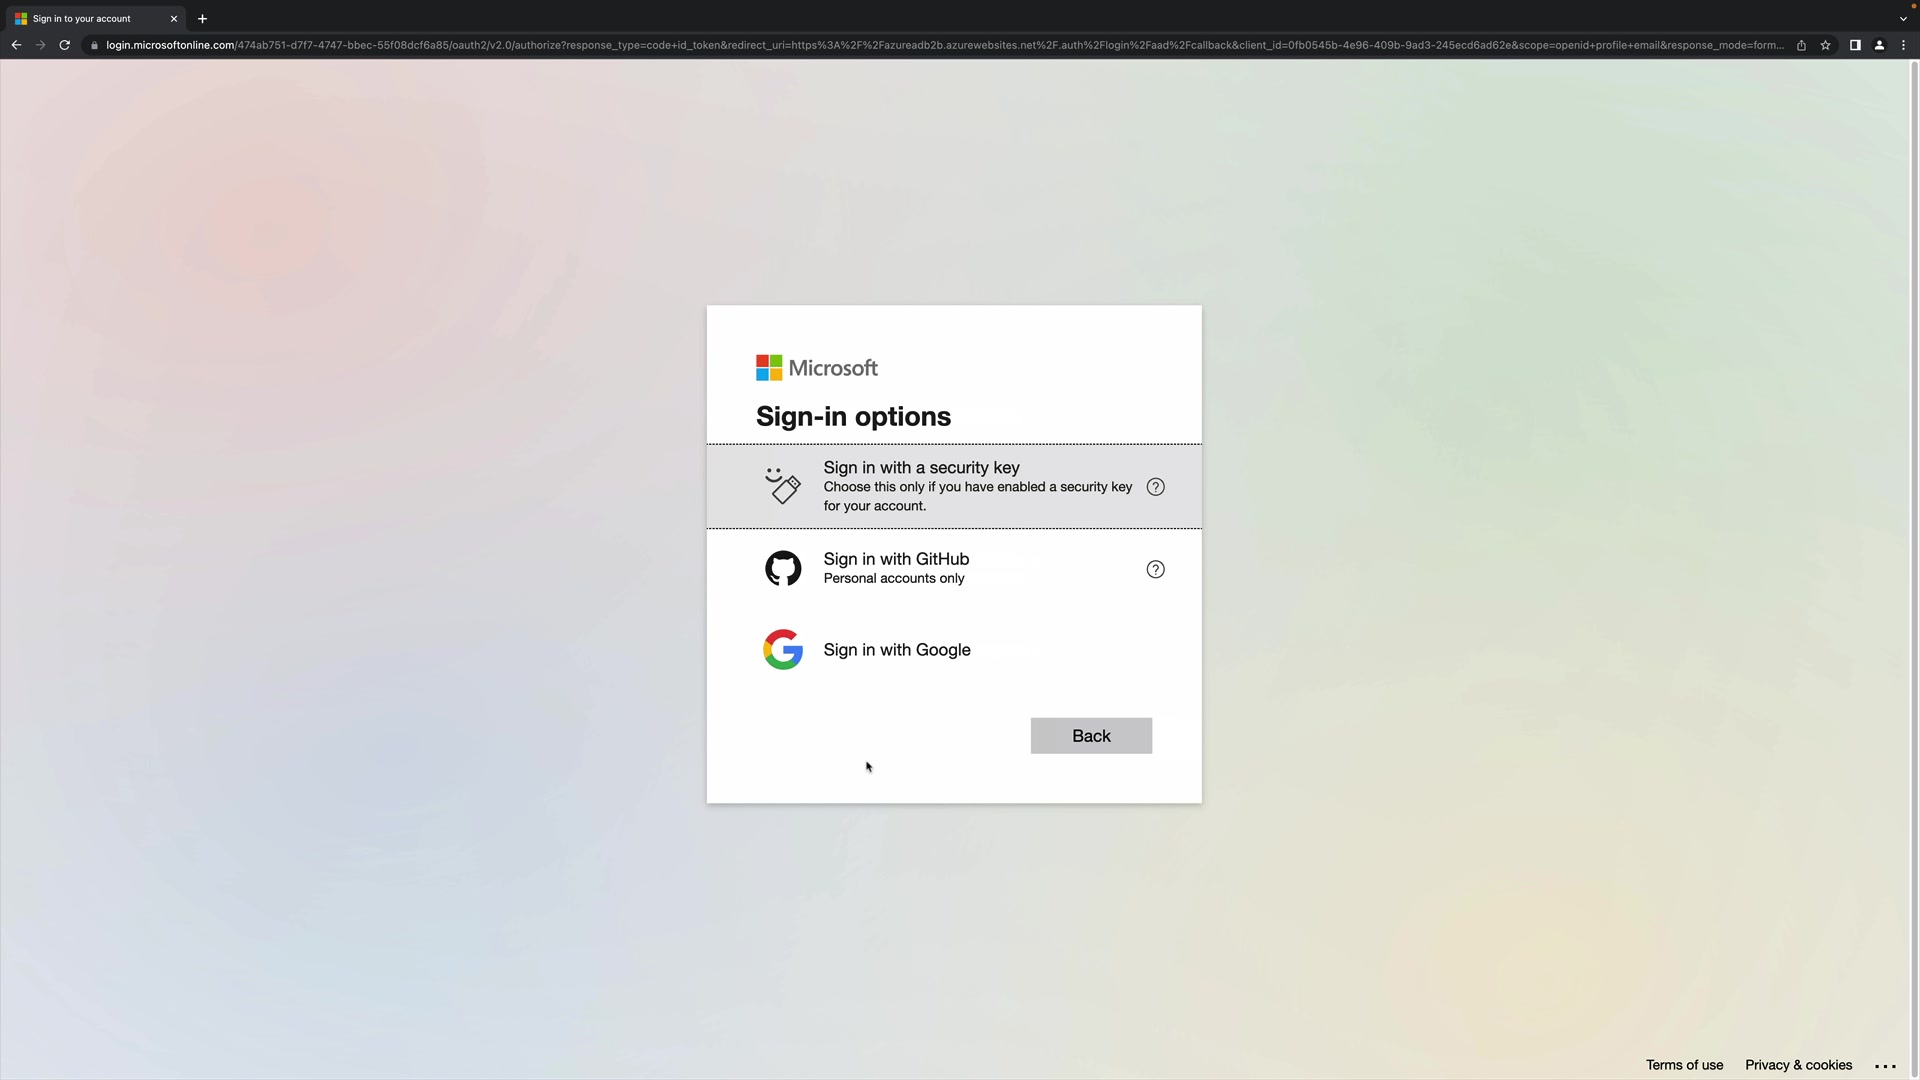 Sign in to your account
login.microsoftonline.com/474ab751-d7f7-4747-bbec-55f08dcf6a85/oauth2/v2.0/authorize?response_type=code+id_token&redirect_uri=https%3A%2F%2Fazureadb2b.azurewebsites.net%2F.auth%2Flogin%2Faad%2Fcallback&client_id=0fb0545b-4e96-409b-9ad3-245ecd6ad62e&scope=openid+profile+email&response_mode=form...
Microsoft
Sign-in options
Sign in with a security key
Choose this only if you have enabled a security key
for your account.
?
Sign in with GitHub
Personal accounts only
?
Sign in with Google
Back
Terms of use Privacy & cookies ...